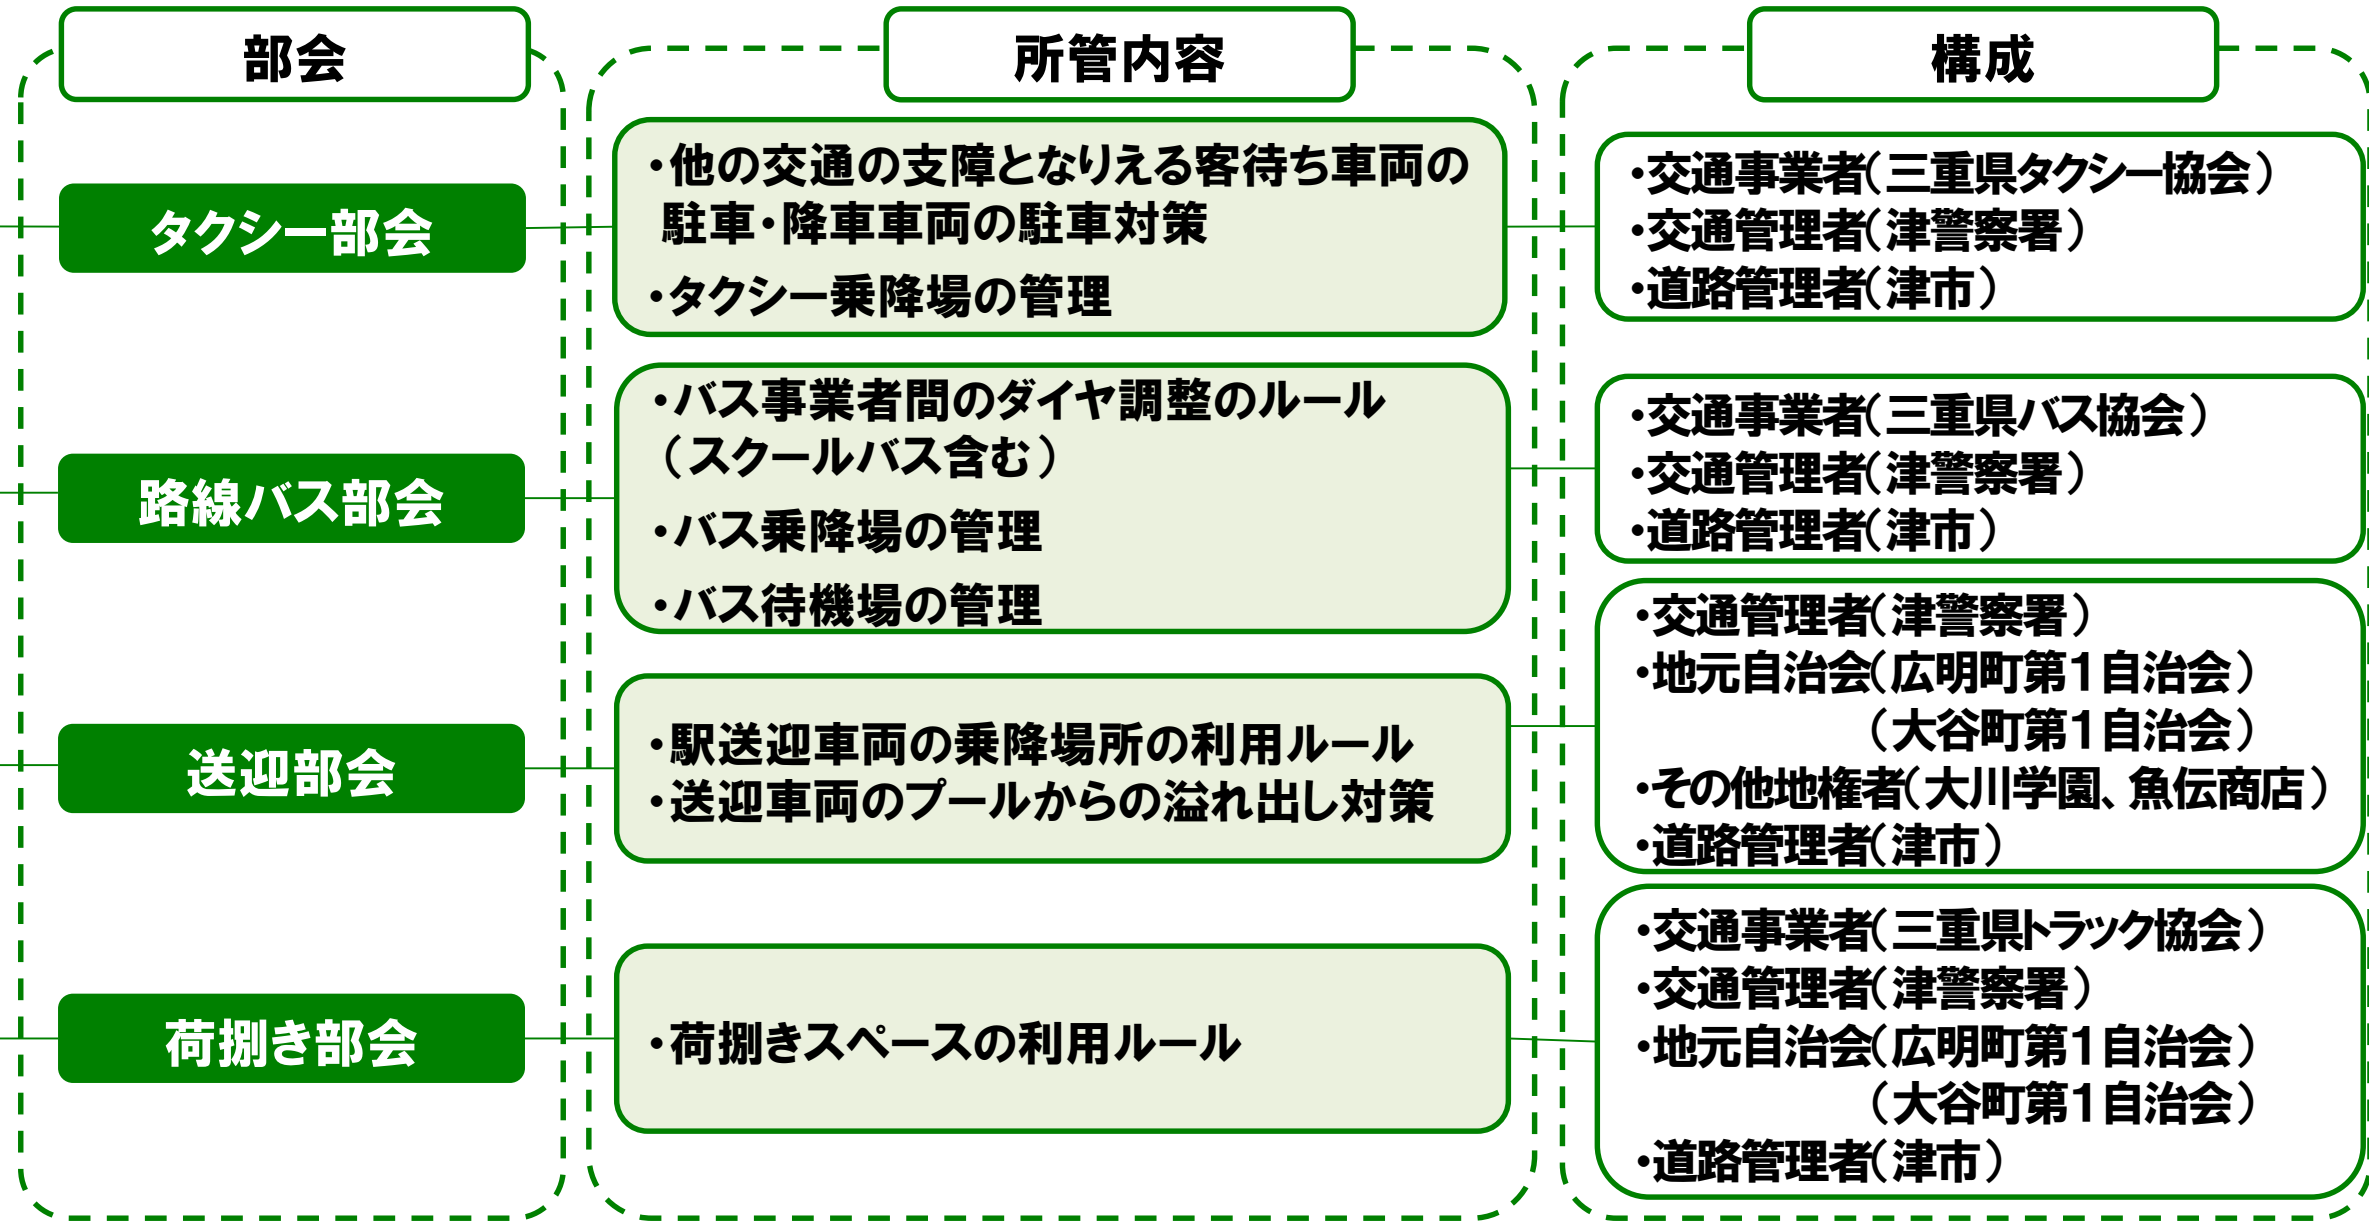 部会
所管内容
構成
タクシー部会
・他の交通の支障となりえる客待ち車両の
駐車・降車車両の駐車対策
・タクシー乗降場の管理
・交通事業者(三重県タクシー協会)
・交通管理者(津警察署)
・道路管理者(津市)
路線バス部会
・バス事業者間のダイヤ調整のルール
(スクールバス含む)
・バス乗降場の管理
・バス待機場の管理
・交通事業者(三重県バス協会)
・交通管理者(津警察署)
・道路管理者(津市)
送迎部会
・駅送迎車両の乗降場所の利用ルール
・送迎車両のプールからの溢れ出し対策
・交通管理者(津警察署)
・地元自治会(広明町第1自治会)
(大谷町第1自治会)
・その他地権者(大川学園、魚伝商店)
・道路管理者(津市)
荷捌き部会
・荷捌きスペースの利用ルール
・交通事業者(三重県トラック協会)
・交通管理者(津警察署)
・地元自治会(広明町第1自治会)
(大谷町第1自治会)
・道路管理者(津市)